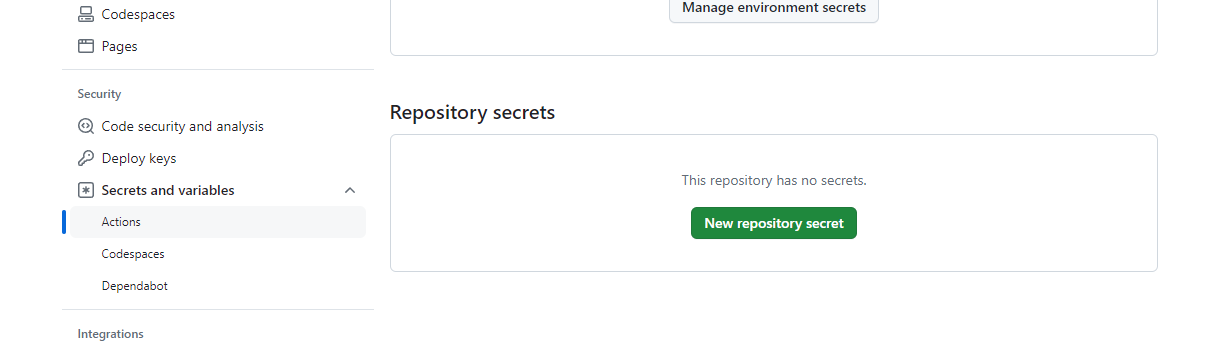 Codespaces
Pages
Security
Code security and analysis
Deploy keys
Secrets and variables
Actions
Codespaces
Dependabot
Integrations
Manage environment secrets
Repository secrets
This repository has no secrets.
New repository secret